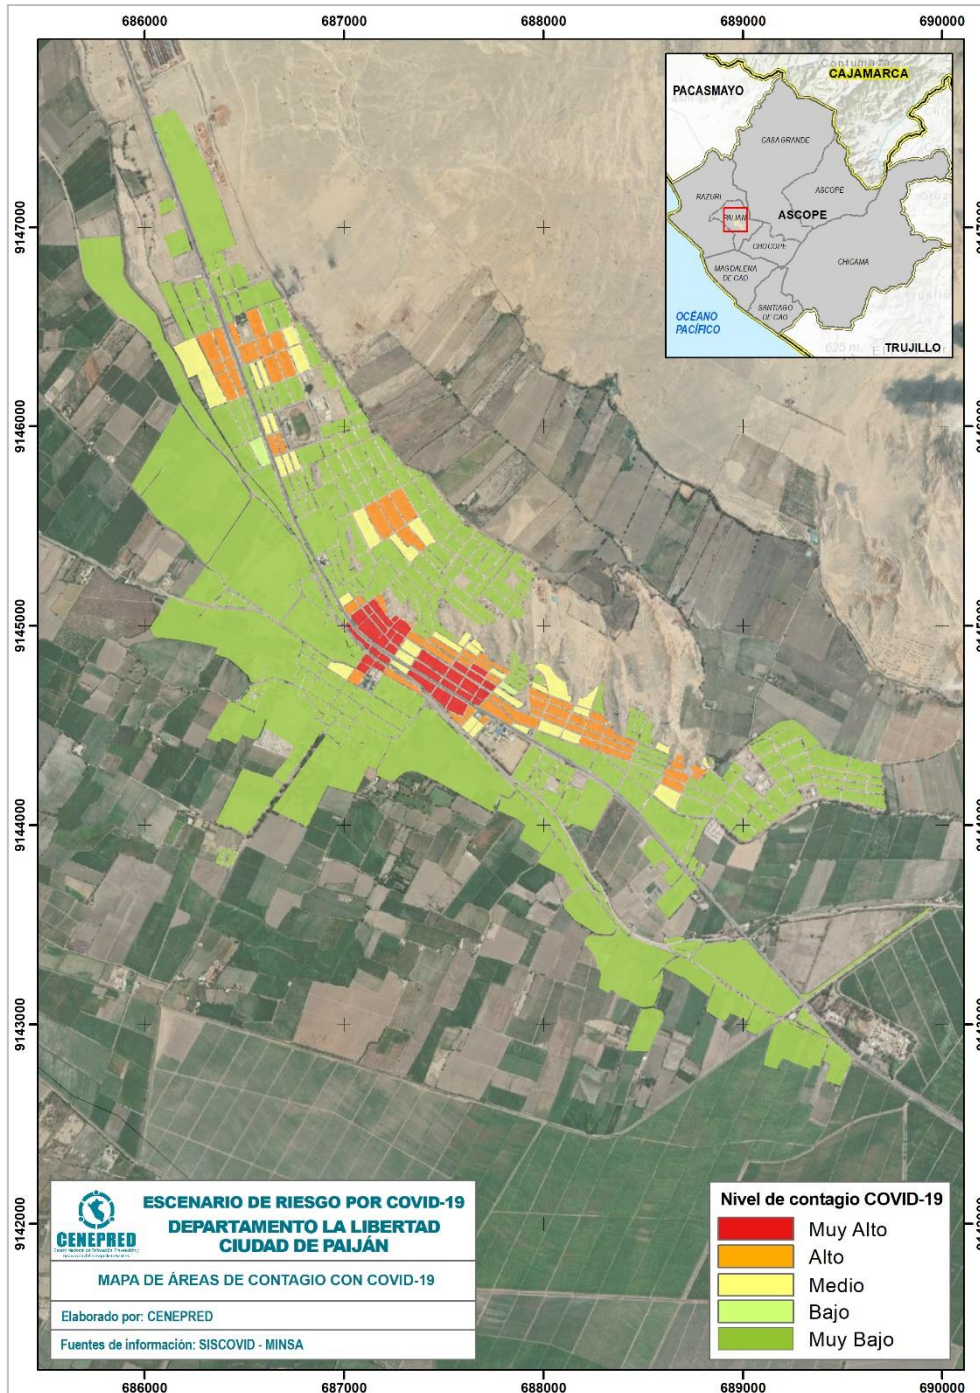 686000 687000 688000 689000 690000
9147000
9146000
9145000
9144000
9143000
9142000
Contumaza
CAJAMARCA
PACASMAYO
CASA GRANDE
ASCOPE
RAZURI
PAIJAN
ASCOPE
CHOCOPE
CHICAMA
MAGDALENA
DE CAO
SANTIAGO
DE CAO
OCÉANO
PACÍFICO
625 m
TRUJILLO
CENEPRED
ESCENARIO DE RIESGO POR COVID-19
DEPARTAMENTO LA LIBERTAD
CIUDAD DE PAIJÁN
MAPA DE ÁREAS DE CONTAGIO CON COVID-19
Elaborado por: CENEPRED
Fuentes de información: SISCOVID - MINSA
Nivel de contagio COVID-19
Muy Alto
Alto
Medio
Bajo
Muy Bajo
686000 687000 688000 689000 690000